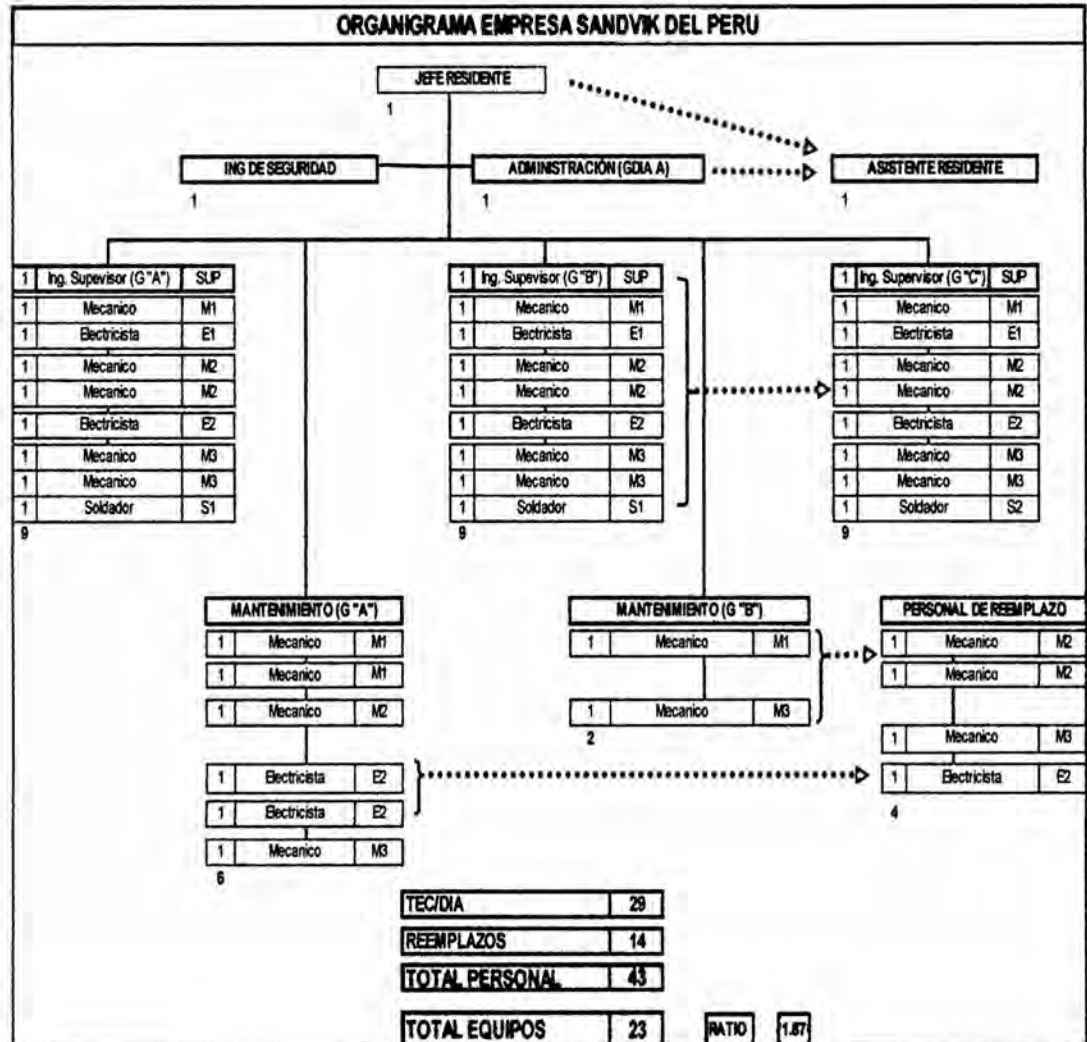 ORGANIGRAMA EMPRESA SANDVIK DEL PERU
JEFE RESIDENTE
1
ING DE SEGURIDAD
1
ADMINISTRACIÓN (GDIA A)
1
ASISTENTE RESIDENTE
1
1 Ing. Supevisor (G "A") SUP
1 Mecanico M1
1 Electricista E1
1 Mecanico M2
1 Mecanico M2
1 Electricista E2
1 Mecanico M3
1 Mecanico M3
1 Soldador S1
9
1 Ing. Supervisor (G "B") SUP
1 Mecanico M1
1 Electricista E1
1 Mecanico M2
1 Mecanico M2
1 Electricista E2
1 Mecanico M3
1 Mecanico M3
1 Soldador S1
9
1 Ing. Supervisor (G "C") SUP
1 Mecanico M1
1 Electricista E1
1 Mecanico M2
1 Mecanico M2
1 Electricista E2
1 Mecanico M3
1 Mecanico M3
1 Soldador S2
9
MANTENIMIENTO (G "A")
1 Mecanico M1
1 Mecanico M1
1 Mecanico M2
1 Electricista E2
1 Electricista E2
1 Mecanico M3
6
MANTENIMIENTO (G "B")
1 Mecanico M1
1 Mecanico M3
2
PERSONAL DE REEMPLAZO
1 Mecanico M2
1 Mecanico M2
1 Mecanico M3
1 Electricista E2
4
TEC/DIA 29
REEMPLAZOS 14
TOTAL PERSONAL 43
TOTAL EQUIPOS 23
RATIO 1.87